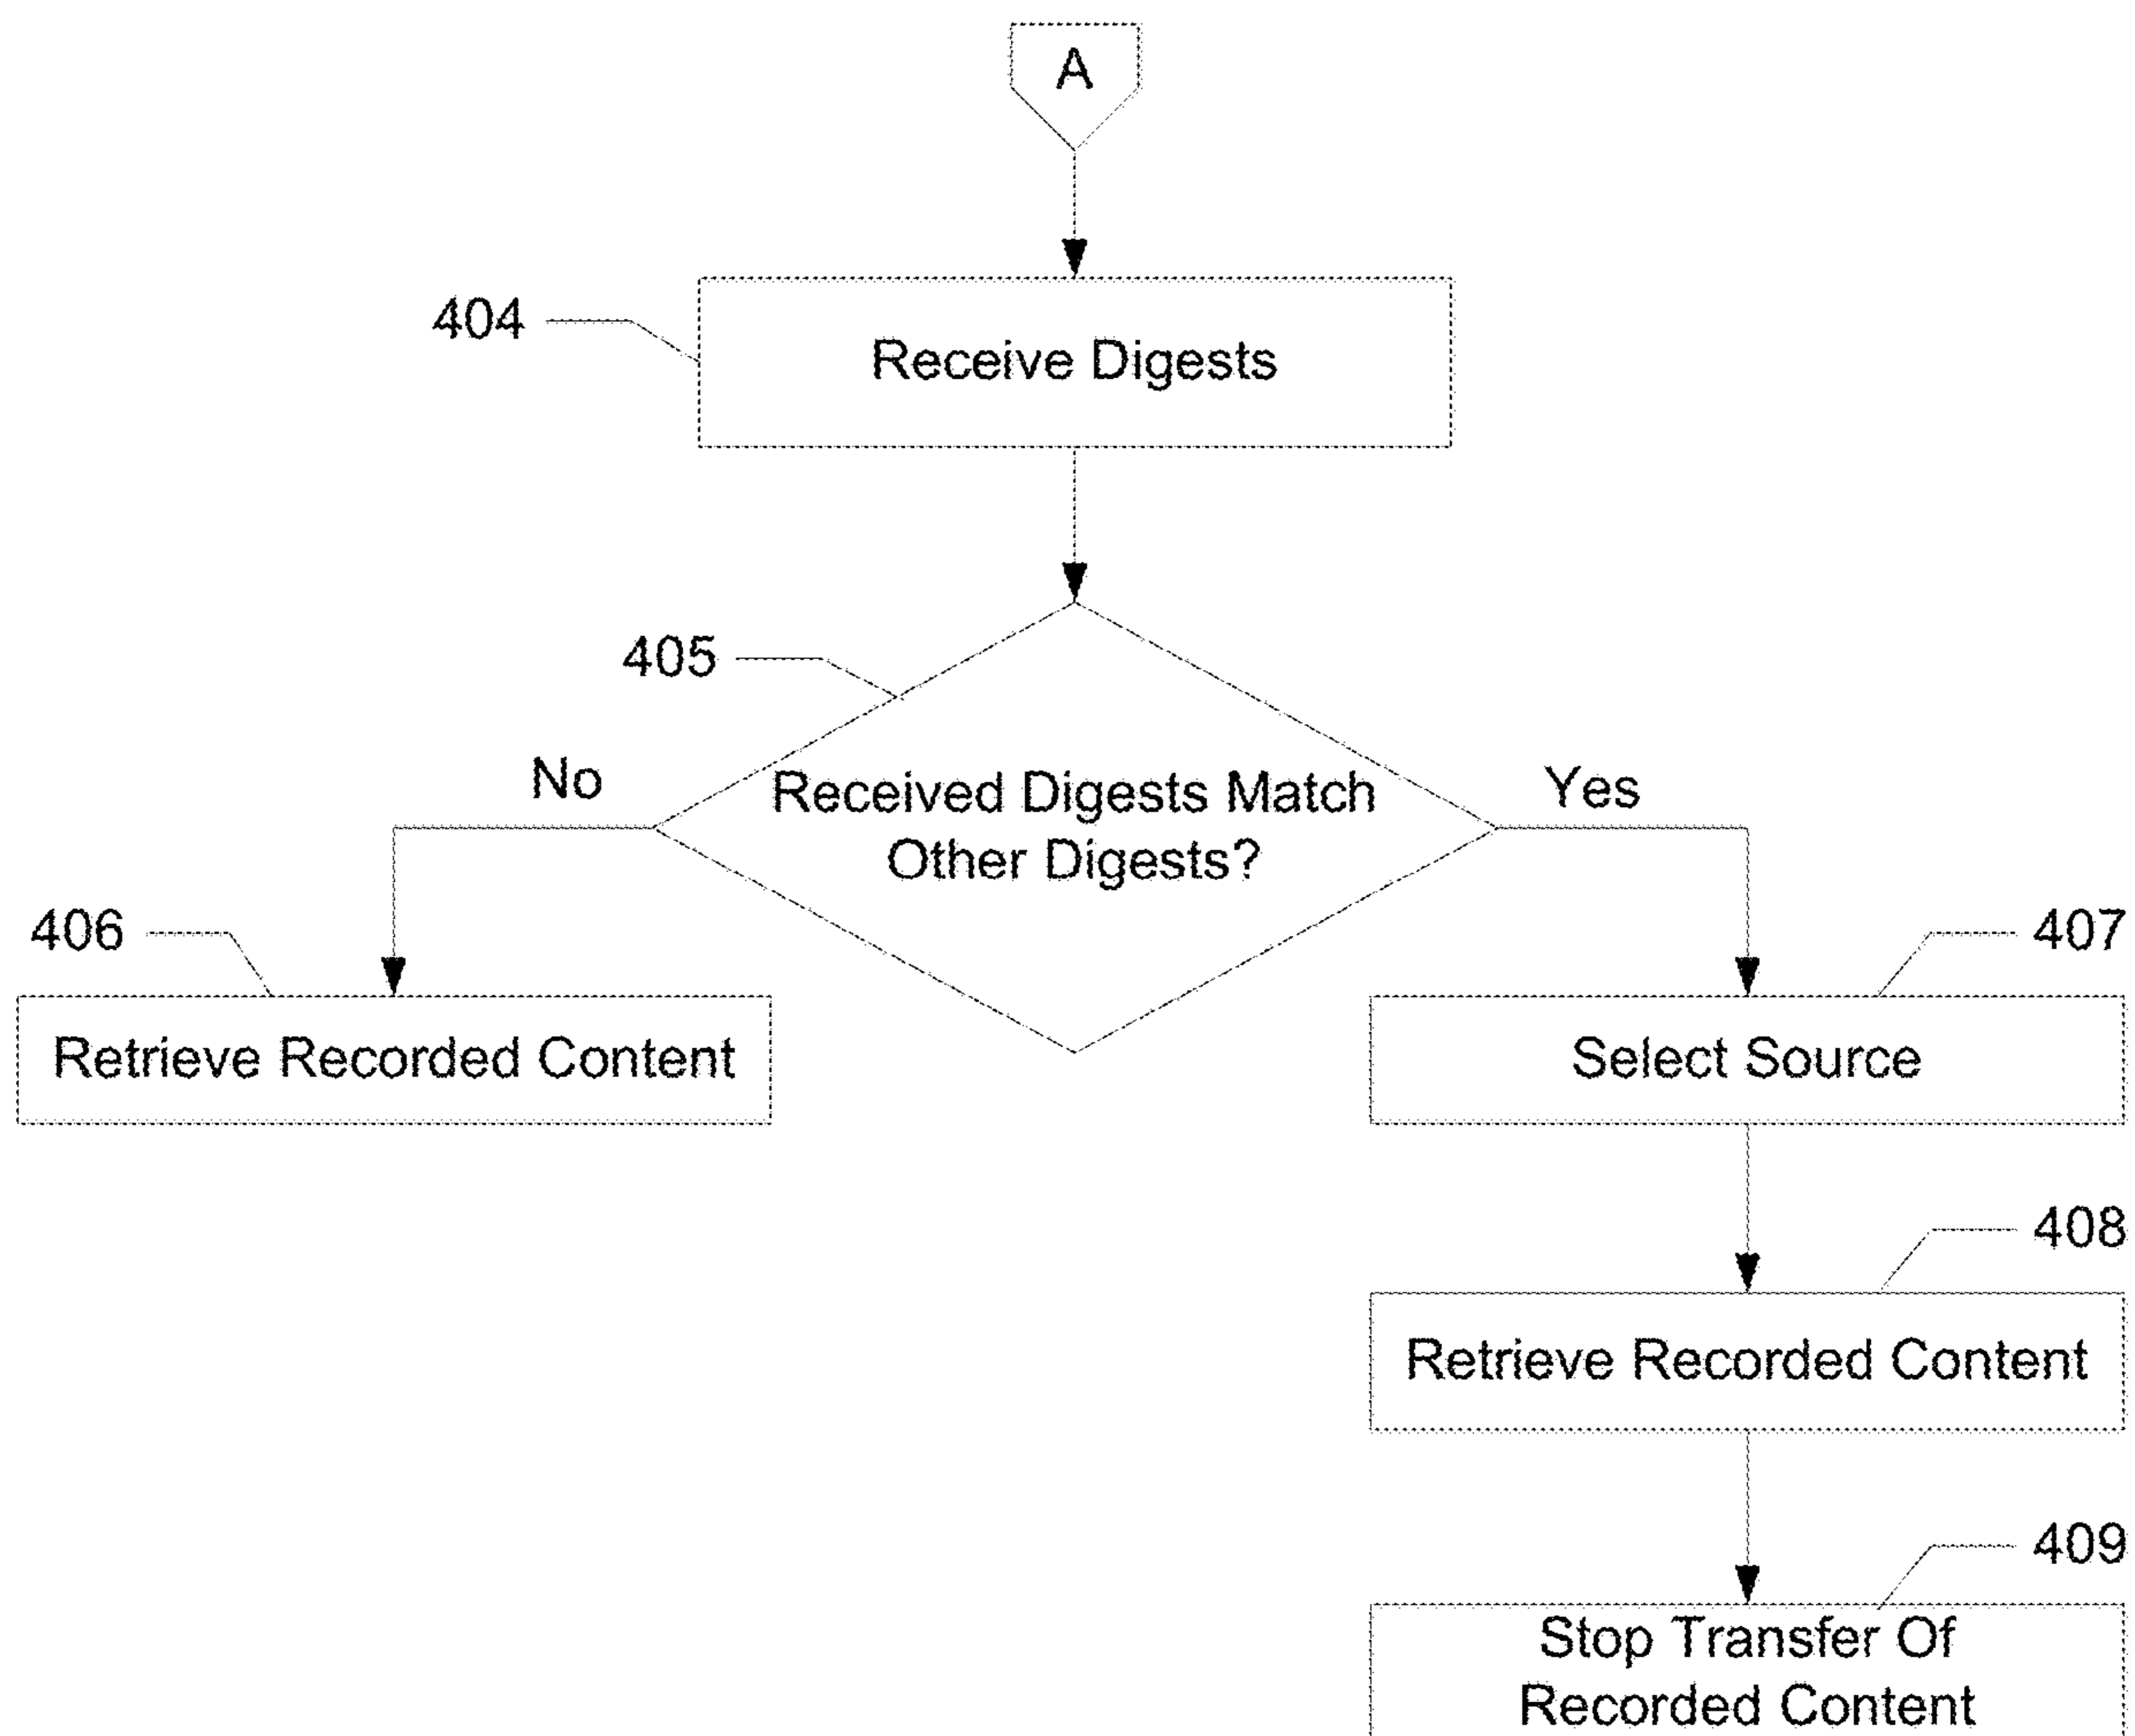 A
404
Receive Digests
405
No
Received Digests Match
Other Digests?
Yes
406
407
Retrieve Recorded Content
Select Source
408
Retrieve Recorded Content
409
Stop Transfer Of
Recorded Content